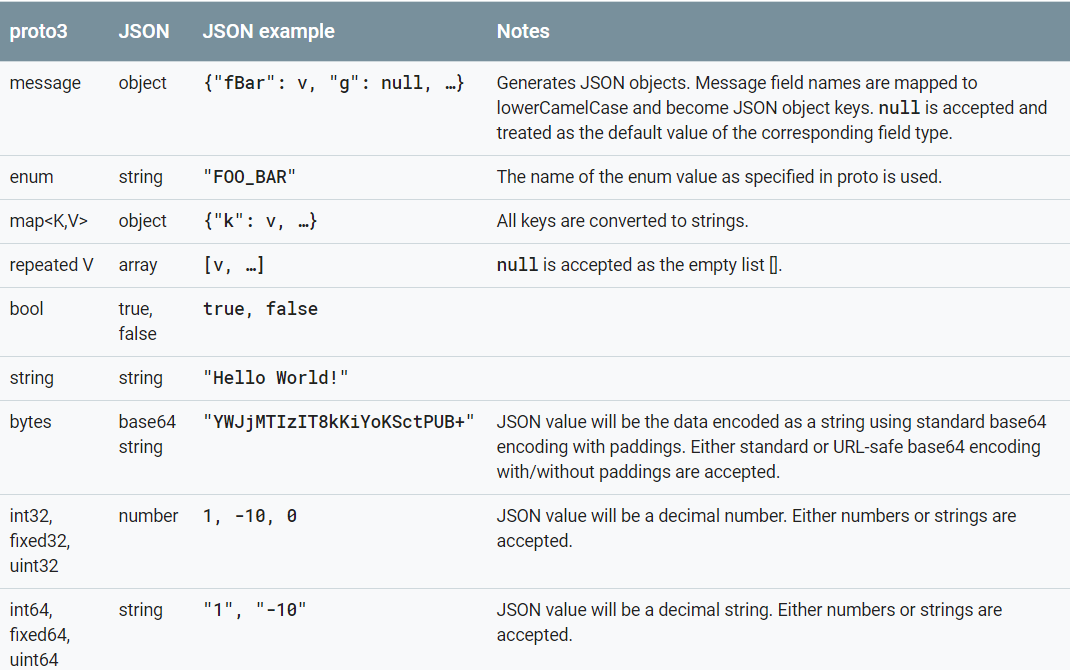 proto3 JSON JSON example Notes
message object {"fBar": v, "g": null, …} Generates JSON objects. Message field names are mapped to
lowerCamelCase and become JSON object keys. null is accepted and
treated as the default value of the corresponding field type.
enum string "FOO_BAR" The name of the enum value as specified in proto is used.
map<K,V> object {"k": v, …} All keys are converted to strings.
repeated V array [v, …] null is accepted as the empty list [].
bool true, true, false
false
string string "Hello World!"
bytes base64 "YWJjMTIzIT8kKiYoKSctPUB+" JSON value will be the data encoded as a string using standard base64
string encoding with paddings. Either standard or URL-safe base64 encoding
with/without paddings are accepted.
int32, number 1, -10, 0 JSON value will be a decimal number. Either numbers or strings are
fixed32, accepted.
uint32
int64, string "1", "-10" JSON value will be a decimal string. Either numbers or strings are
fixed64, accepted.
uint64